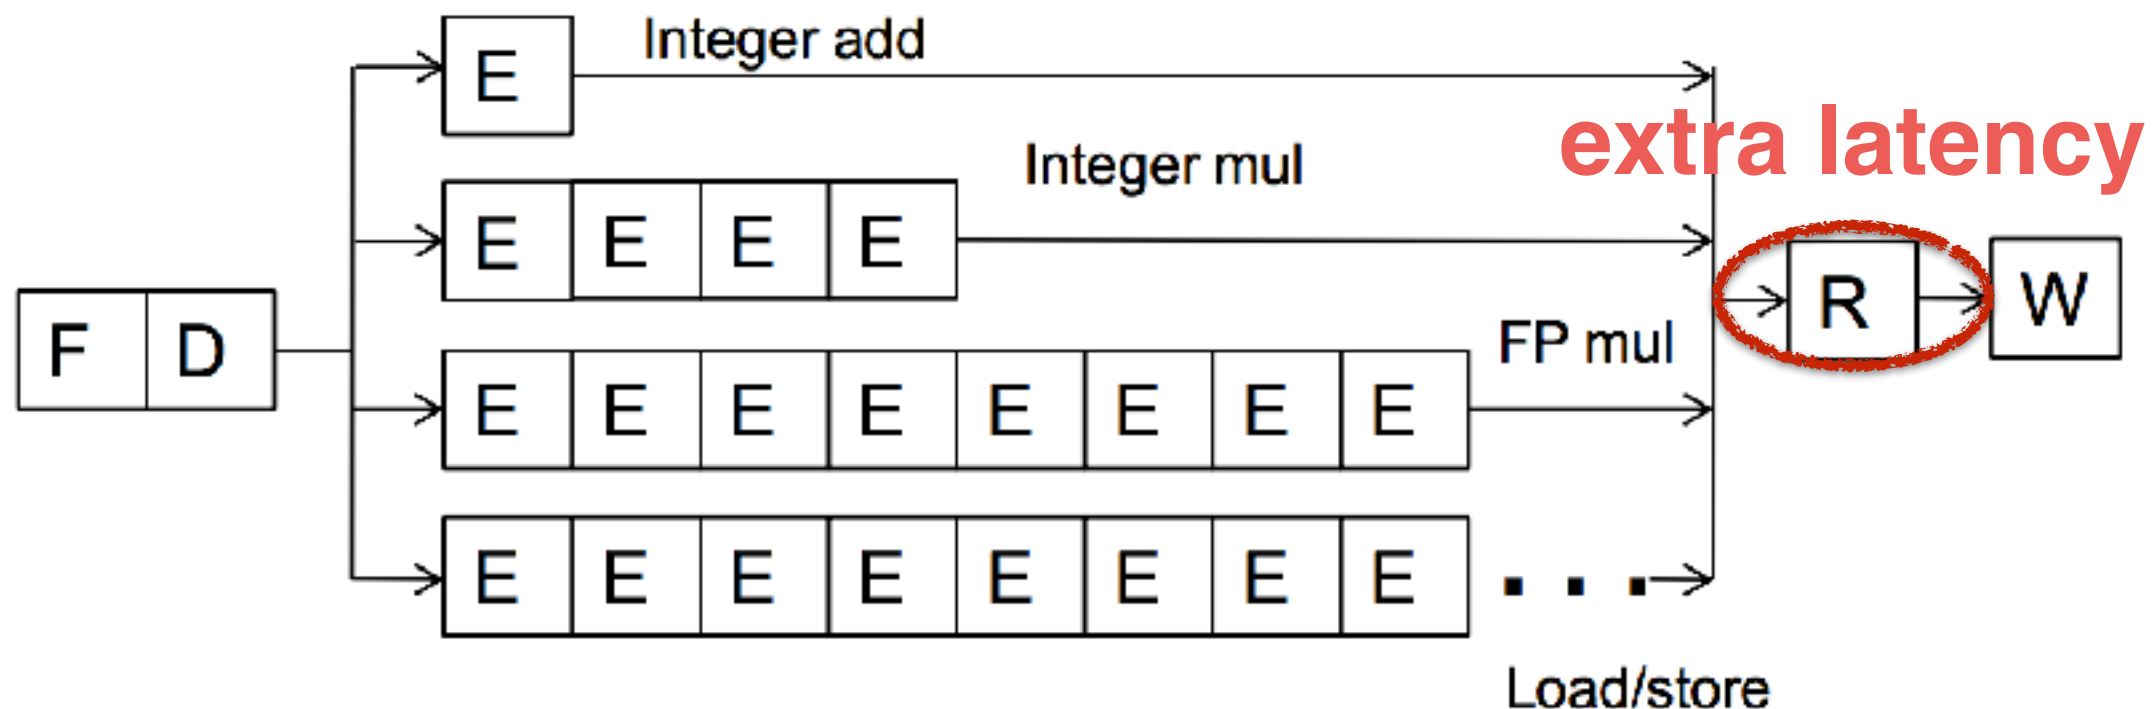 E
Integer add
extra latency
E E E E
Integer mul
F D
R W
E E E E E E E E
FP mul
E E E E E E E E . . .
Load/store